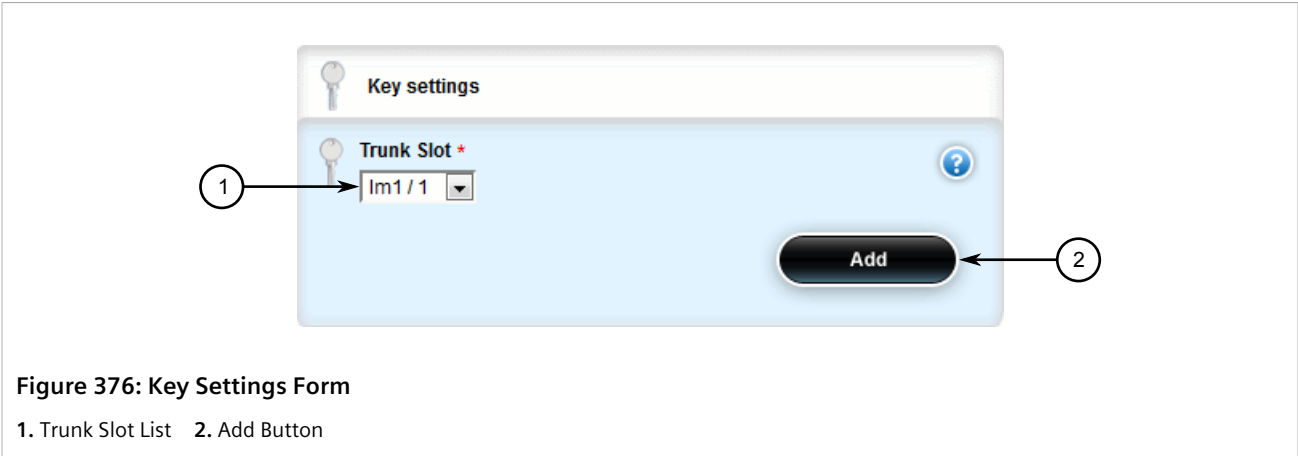 Key settings
Trunk Slot *
1
lm1 / 1
?
Add
2
Figure 376: Key Settings Form
1. Trunk Slot List 2. Add Button